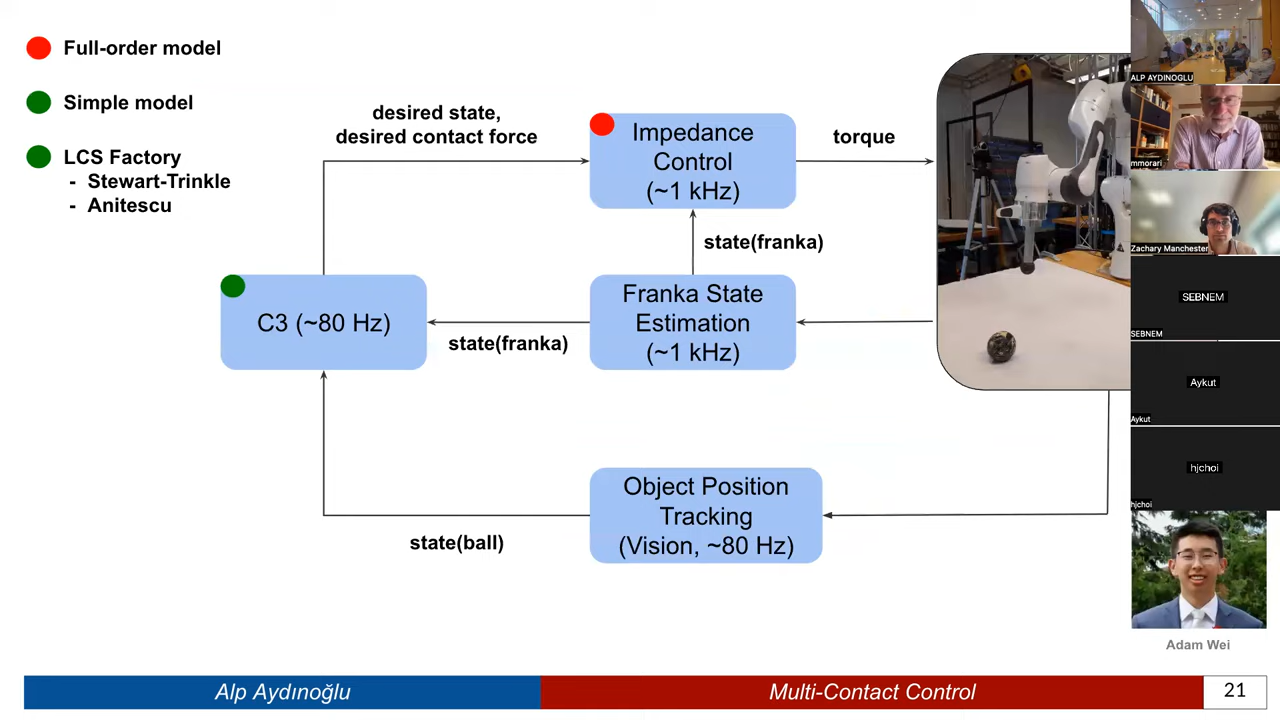 Full-order model
Simple model
LCS Factory
- Stewart-Trinkle
- Anitescu
desired state,
desired contact force
Impedance
Control
(~1 kHz)
torque
state(franka)
C3 (~80 Hz)
state(franka)
Franka State
Estimation
(~1 kHz)
Object Position
Tracking
(Vision, ~80 Hz)
state(ball)
Alp Aydınoğlu
Multi-Contact Control
21
ALP AYDINOGLU
mmorari
Zachary Manchester
SEBNEM
SEBNEM
Aykut
Aykut
hjchoi
hjchoi
Adam Wei